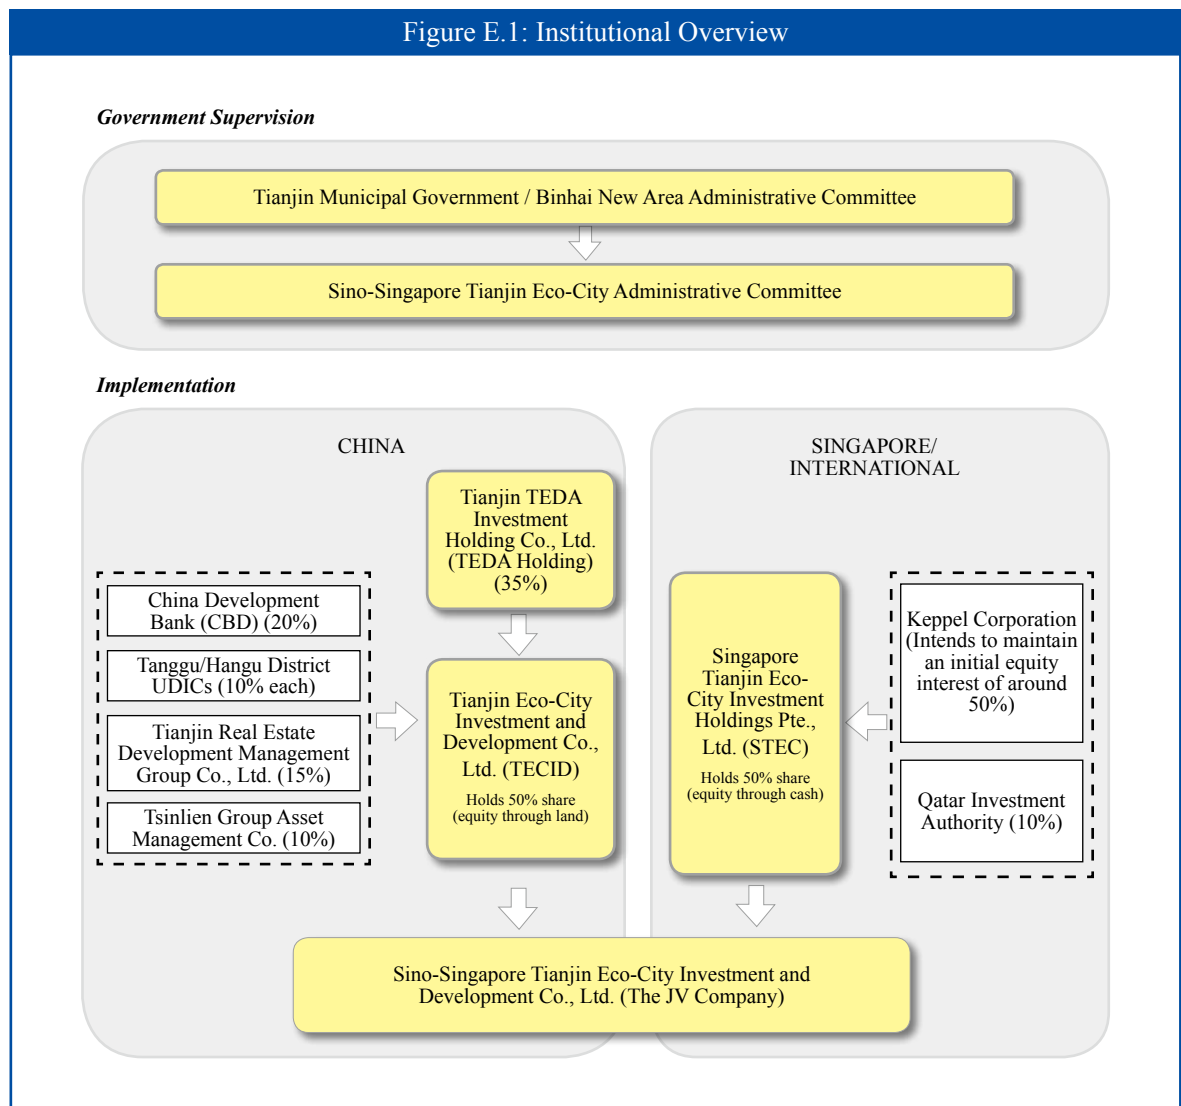 Figure E.1: Institutional Overview
Government Supervision
Tianjin Municipal Government / Binhai New Area Administrative Committee
Sino-Singapore Tianjin Eco-City Administrative Committee
Implementation
CHINA
Tianjin TEDA
Investment
Holding Co., Ltd.
(TEDA Holding)
(35%)
China Development
Bank (CBD) (20%)
Tanggu/Hangu District
UDICs (10% each)
Tianjin Real Estate
Development Management
Group Co., Ltd. (15%)
Tsinlien Group Asset
Management Co. (10%)
Tianjin Eco-City
Investment and
Development Co.,
Ltd. (TECID)
Holds 50% share
(equity through land)
SINGAPORE/
INTERNATIONAL
Singapore
Tianjin Eco-
City Investment
Holdings Pte.,
Ltd. (STEC)
Holds 50% share
(equity through cash)
Keppel Corporation
(Intends to maintain
an initial equity
interest of around
50%)
Qatar Investment
Authority (10%)
Sino-Singapore Tianjin Eco-City Investment and
Development Co., Ltd. (The JV Company)